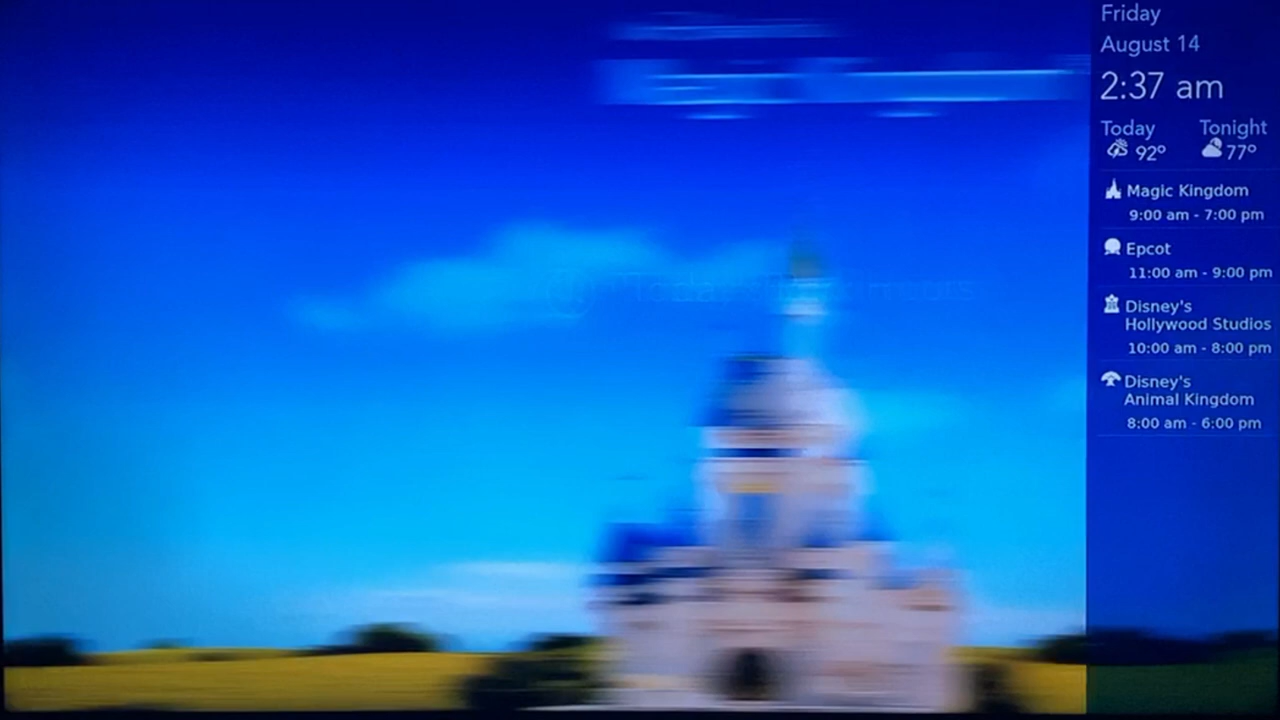 Friday
August 14
2:37 am
Today Tonight
92° 77°
Magic Kingdom
9:00 am - 7:00 pm
Epcot
11:00 am - 9:00 pm
Disney's
Hollywood Studios
10:00 am - 8:00 pm
Disney's
Animal Kingdom
8:00 am - 6:00 pm